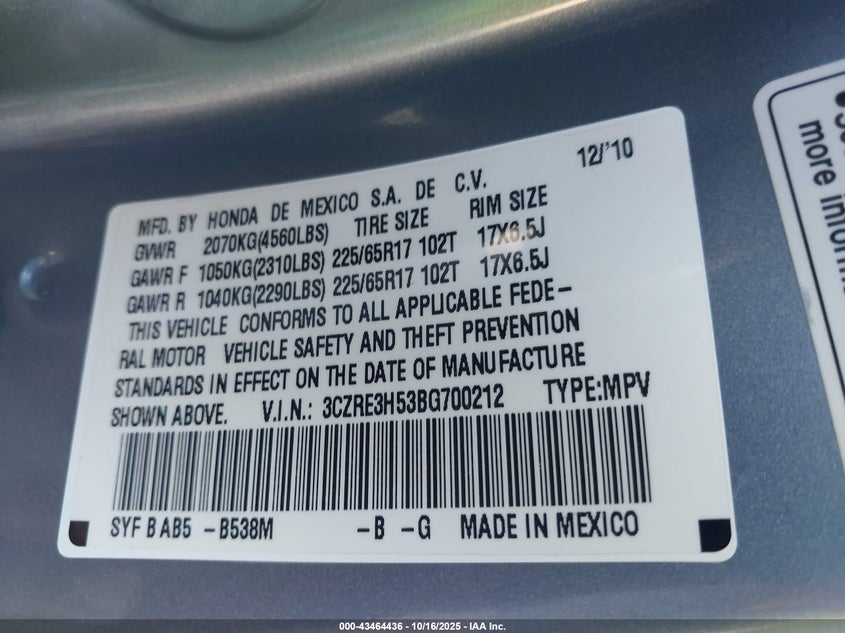 12/'10
MFD. BY HONDA DE MEXICO S.A. DE C.V.
GVWR 2070KG(4560LBS) TIRE SIZE RIM SIZE
GAWR F 1050KG(2310LBS) 225/65R17 102T 17X6.5J
GAWR R 1040KG(2290LBS) 225/65R17 102T 17X6.5J
THIS VEHICLE CONFORMS TO ALL APPLICABLE FEDE-
RAL MOTOR VEHICLE SAFETY AND THEFT PREVENTION
STANDARDS IN EFFECT ON THE DATE OF MANUFACTURE
SHOWN ABOVE. V.I.N.: 3CZRE3H53BG700212 TYPE:MPV
SYF B AB5 -B538M -B -G MADE IN MEXICO
more
000-43464436 - 10/16/2025 - IAA Inc.